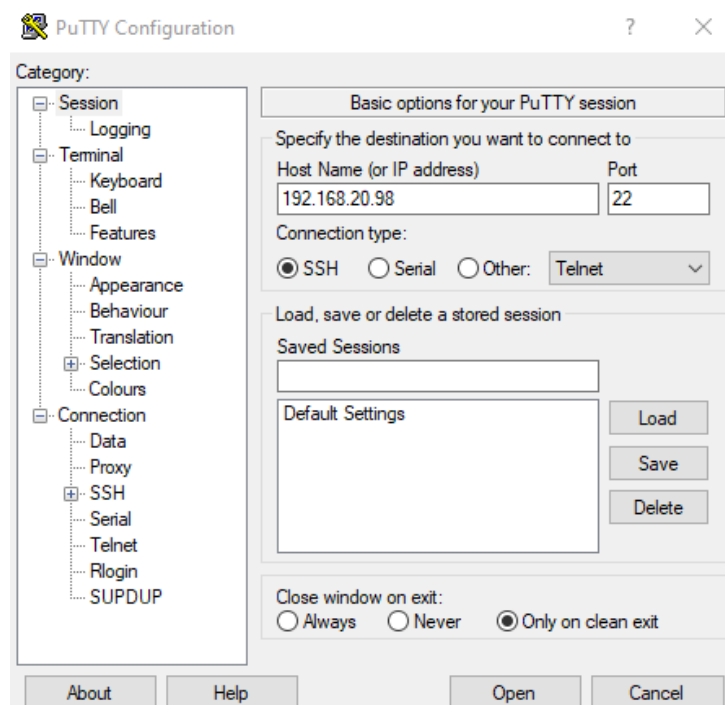 PuTTY Configuration
?
Category:
Session
Logging
Terminal
Keyboard
Bell
Features
Window
Appearance
Behaviour
Translation
Selection
Colours
Connection
Data
Proxy
SSH
Serial
Telnet
Rlogin
SUPDUP
Basic options for your PuTTY session
Specify the destination you want to connect to
Host Name (or IP address) Port
192.168.20.98 22
Connection type:
SSH Serial Other: Telnet
Load, save or delete a stored session
Saved Sessions
Default Settings
Load
Save
Delete
Close window on exit:
Always Never Only on clean exit
About Help Open Cancel